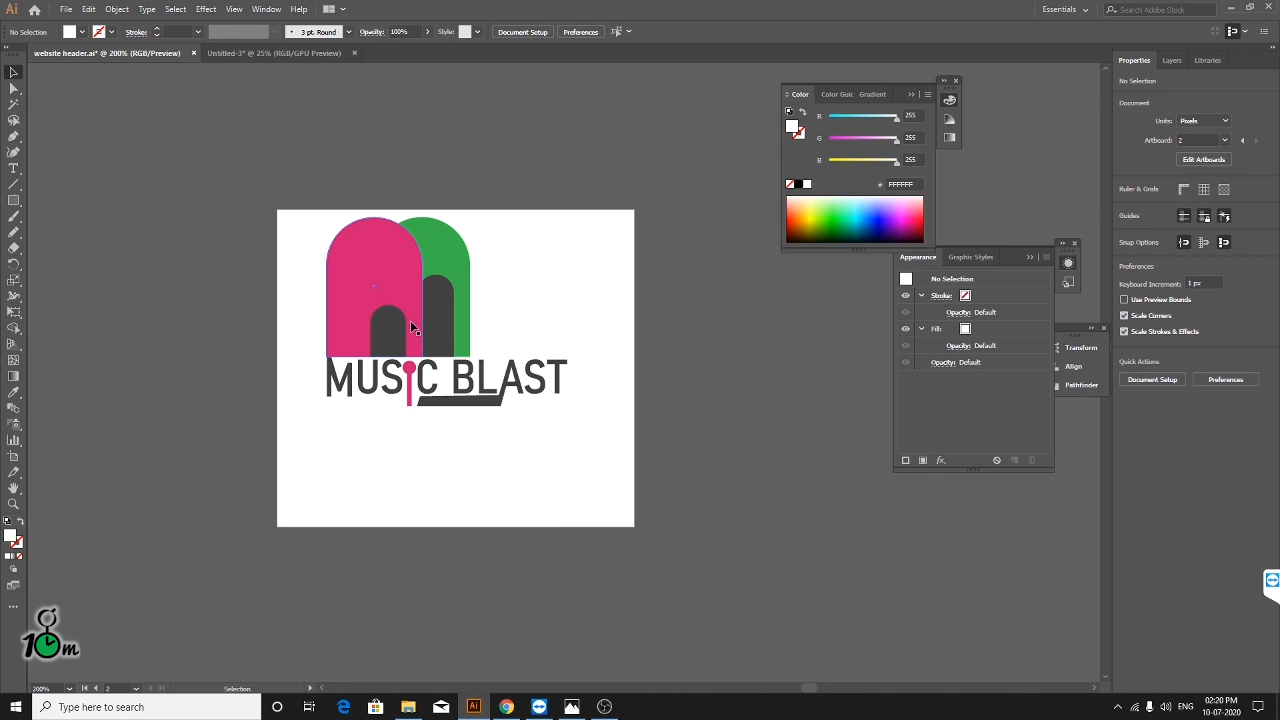 Ai File Edit Object Type Select Effect View Window Help Essentials Search Adobe Stock
No Selection Stroke: 3 pt. Round Opacity: 100% Style: Document Setup Preferences
website header.ai* @ 200% (RGB/Preview) × Untitled-3* @ 25% (RGB/GPU Preview) ×
Properties Layers Libraries
No Selection
Document
Units: Pixels
Artboard: 2
Edit Artboards
Ruler & Grids
Guides
Snap Options
Preferences
Keyboard Increment: 1 px
Use Preview Bounds
Scale Corners
Scale Strokes & Effects
Quick Actions
Document Setup Preferences
Color Color Guic Gradient
R 255
G 255
B 255
# FFFFFF
Appearance Graphic Styles
No Selection
Stroke:
Opacity: Default
Fill:
Opacity: Default
Opacity: Default
Transform
Align
Pathfinder
MUSIC BLAST
10m
200% 2 Selection
Type here to search
Ai
ENG
02:20 PM
10-07-2020